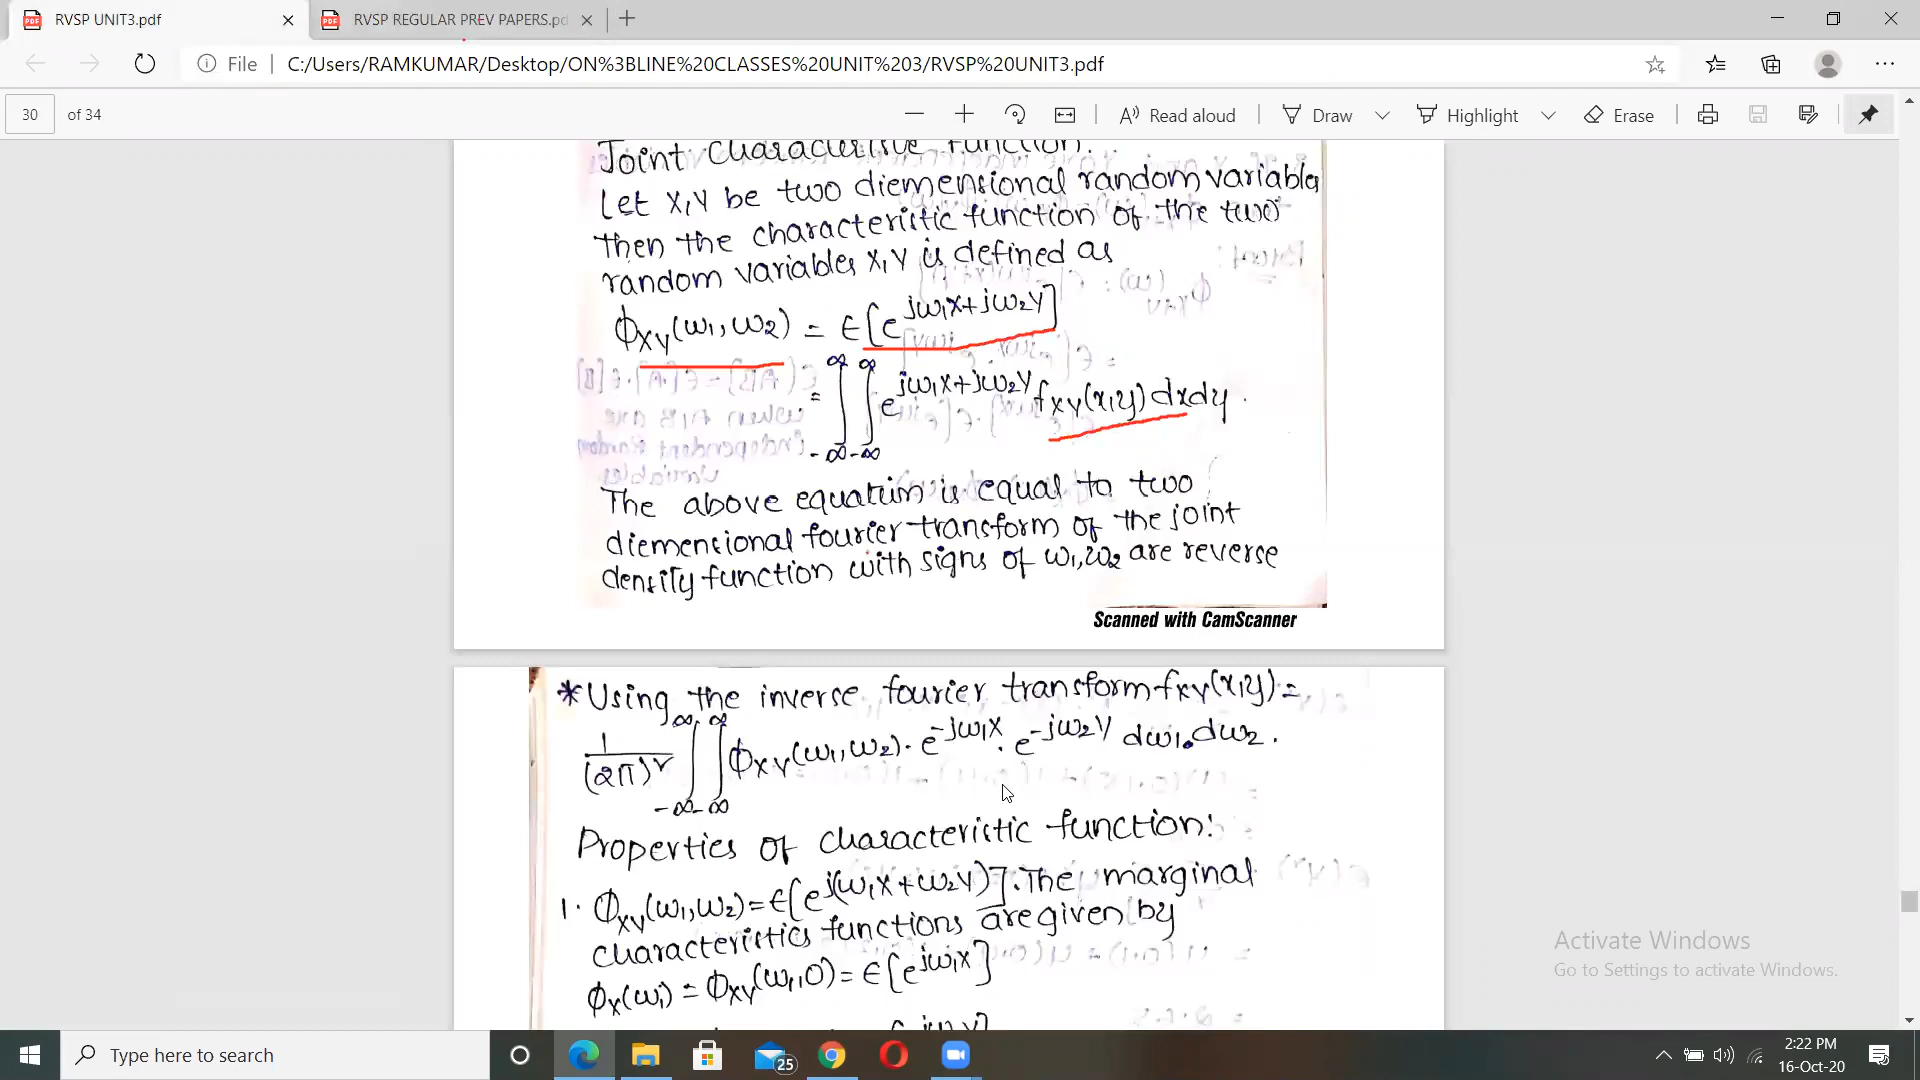 RVSP UNIT3.pdf
RVSP REGULAR PREV PAPERS.pd
File
C:/Users/RAMKUMAR/Desktop/ON%3BLINE%20CLASSES%20UNIT%203/RVSP%20UNIT3.pdf
30 of 34
Read aloud
Draw
Highlight
Erase
Joint Characteristic Function:
Let X,Y be two diemensional random variables
then the characteristic function of the two
random variables X,Y is defined as
ϕXY(ω1,ω2) = E[e^jω1X+jω2Y]
= ∫∞-∞ ∫∞-∞ e^jω1X+jω2Y fXY(x,y) dxdy.
The above equation is equal to two
diemensional fourier transform of the joint
density function with signs of ω1,ω2 are reverse
Scanned with CamScanner
*Using the inverse fourier transform fXY(x,y) =
1/(2π)² ∫∞-∞ ∫∞-∞ ϕXY(ω1,ω2). e^-jω1X. e^-jω2Y dω1.dω2.
Properties of characteristic function:
1. ϕXY(ω1,ω2) = E[e^j(ω1X+ω2Y)]. The marginal
characteristics functions are given by
ϕX(ω1) = ϕXY(ω1,0) = E[e^jω1X]
Activate Windows
Go to Settings to activate Windows.
Type here to search
25
2:22 PM
16-Oct-20